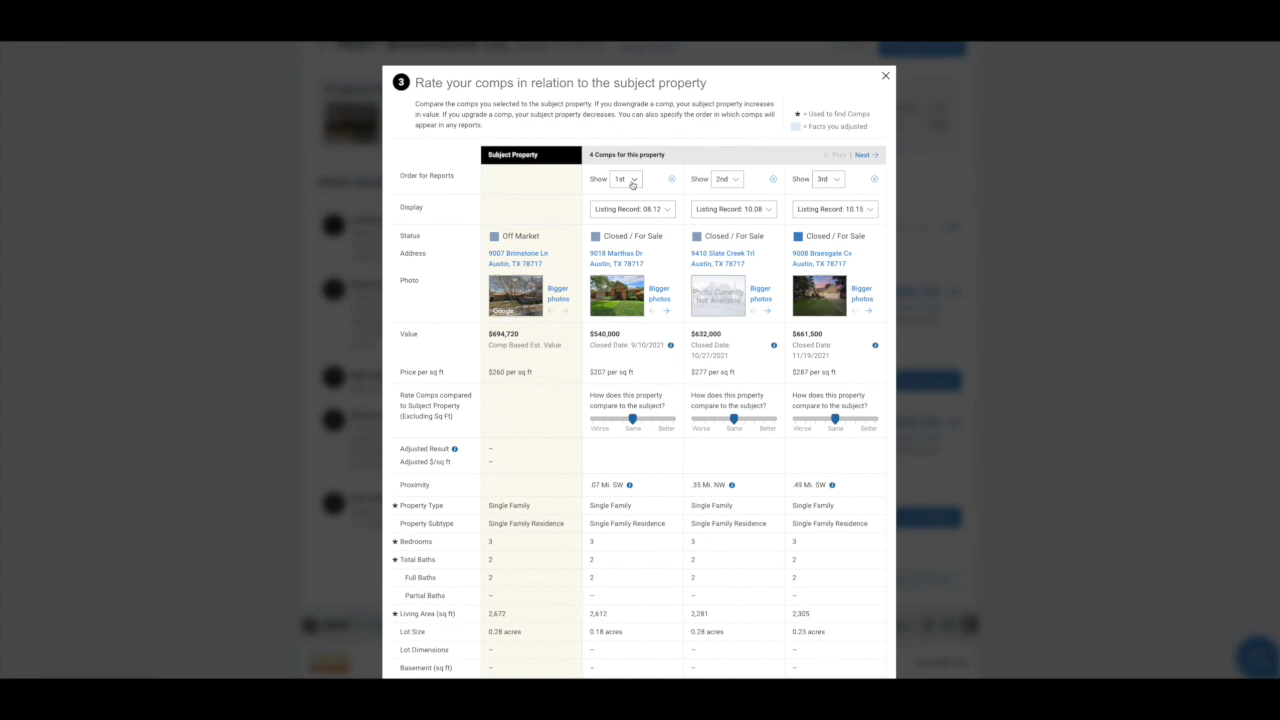 3 Rate your comps in relation to the subject property
Compare the comps you selected to the subject property. If you downgrade a comp, your subject property increases
in value. If you upgrade a comp, your subject property decreases. You can also specify the order in which comps will
appear in any reports.
★ = Used to find Comps
= Facts you adjusted
Subject Property 4 Comps for this property ← Prev | Next →
Order for Reports Show 1st Show 2nd Show 3rd
Display Listing Record: 08.12 Listing Record: 10.08 Listing Record: 10.15
Status Off Market Closed / For Sale Closed / For Sale Closed / For Sale
Address 9007 Brimstone Ln 9018 Marthas Dr 9410 Slate Creek Trl 9008 Braesgate Cv
Austin, TX 78717 Austin, TX 78717 Austin, TX 78717 Austin, TX 78717
Photo Google Bigger photos ← → Bigger photos ← → Photo Currently Not Available Bigger photos ← → Bigger photos ← →
Value $694,720 $540,000 $632,000 $661,500
Comp Based Est. Value Closed Date: 9/10/2021 Closed Date: 10/27/2021 Closed Date: 11/19/2021
Price per sq ft $260 per sq ft $207 per sq ft $277 per sq ft $287 per sq ft
Rate Comps compared How does this property How does this property How does this property
to Subject Property compare to the subject? compare to the subject? compare to the subject?
(Excluding Sq Ft)
Worse Same Better Worse Same Better Worse Same Better
Adjusted Result –
Adjusted $/sq ft –
Proximity .07 Mi. SW .35 Mi. NW .49 Mi. SW
★ Property Type Single Family Single Family Single Family Single Family
Property Subtype Single Family Residence Single Family Residence Single Family Residence Single Family Residence
★ Bedrooms 3 3 3 3
★ Total Baths 2 2 2 2
Full Baths 2 2 2 2
Partial Baths – – – –
★ Living Area (sq ft) 2,672 2,612 2,281 2,305
Lot Size 0.28 acres 0.18 acres 0.28 acres 0.23 acres
Lot Dimensions – – – –
Basement (sq ft) – – – –